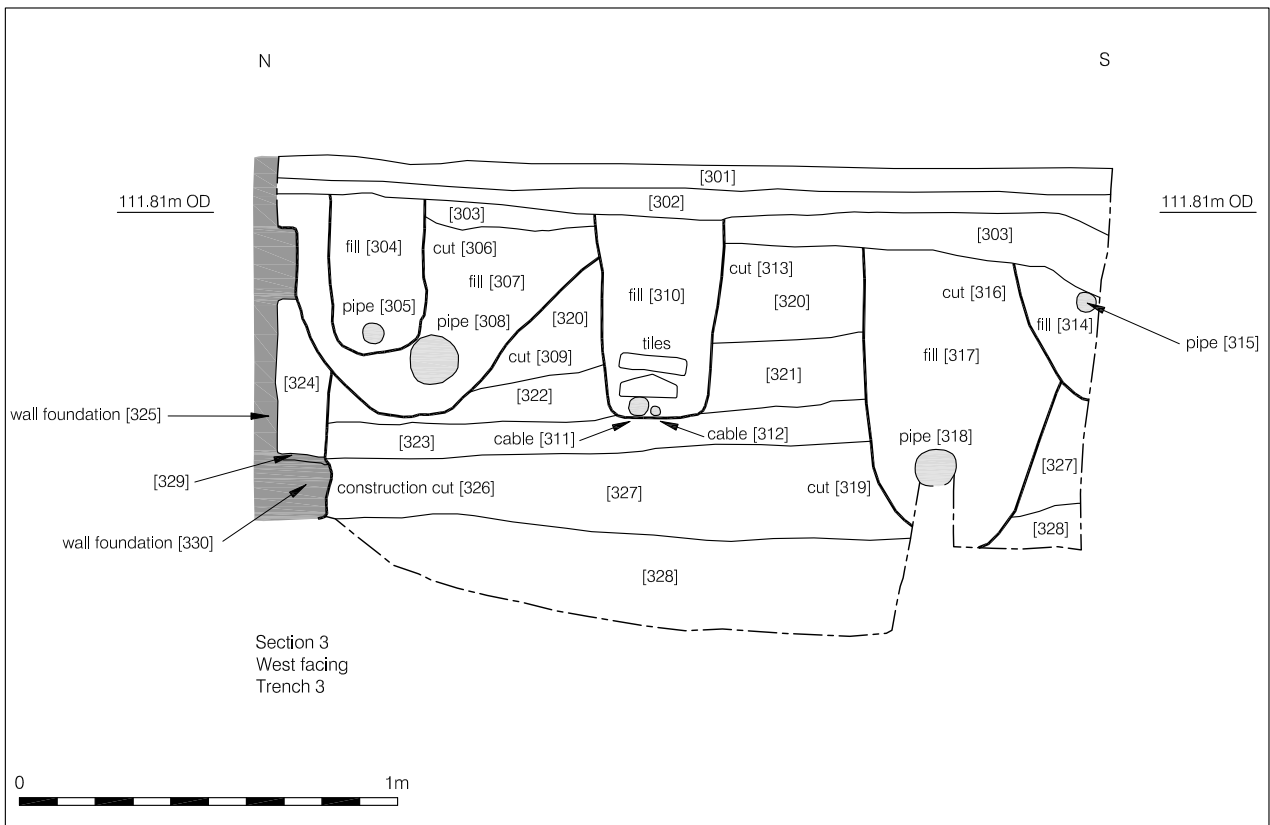 N
S
[301]
111.81m OD
[302]
111.81m OD
[303]
[303]
fill [304]
cut [306]
cut [313]
fill [307]
fill [310]
cut [316]
[320]
pipe [305]
pipe [308]
[320]
fill [314]
tiles
pipe [315]
cut [309]
fill [317]
[324]
[321]
[322]
wall foundation [325]
[323]
cable [311]
cable [312]
pipe [318]
[327]
[329]
construction cut [326]
[327]
cut [319]
[328]
wall foundation [330]
[328]
Section 3
West facing
Trench 3
0
1m